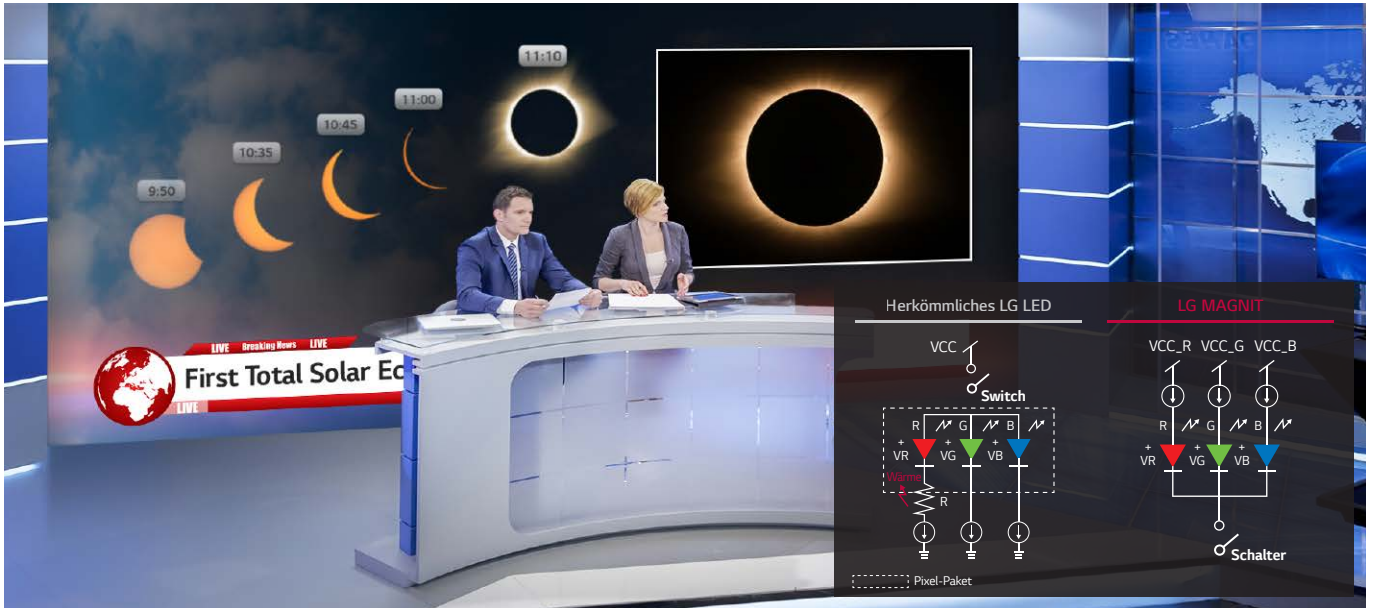 11:10
11:00
10:45
10:35
9:50
LIVE Breaking News LIVE
First Total Solar Ec
LIVE
Herkömmliches LG LED
VCC
Switch
R G B
+ + +
VR VG VB
Wärme
R
Pixel-Paket
LG MAGNIT
VCC_R VCC_G VCC_B
R G B
+ + +
VR VG VB
Schalter